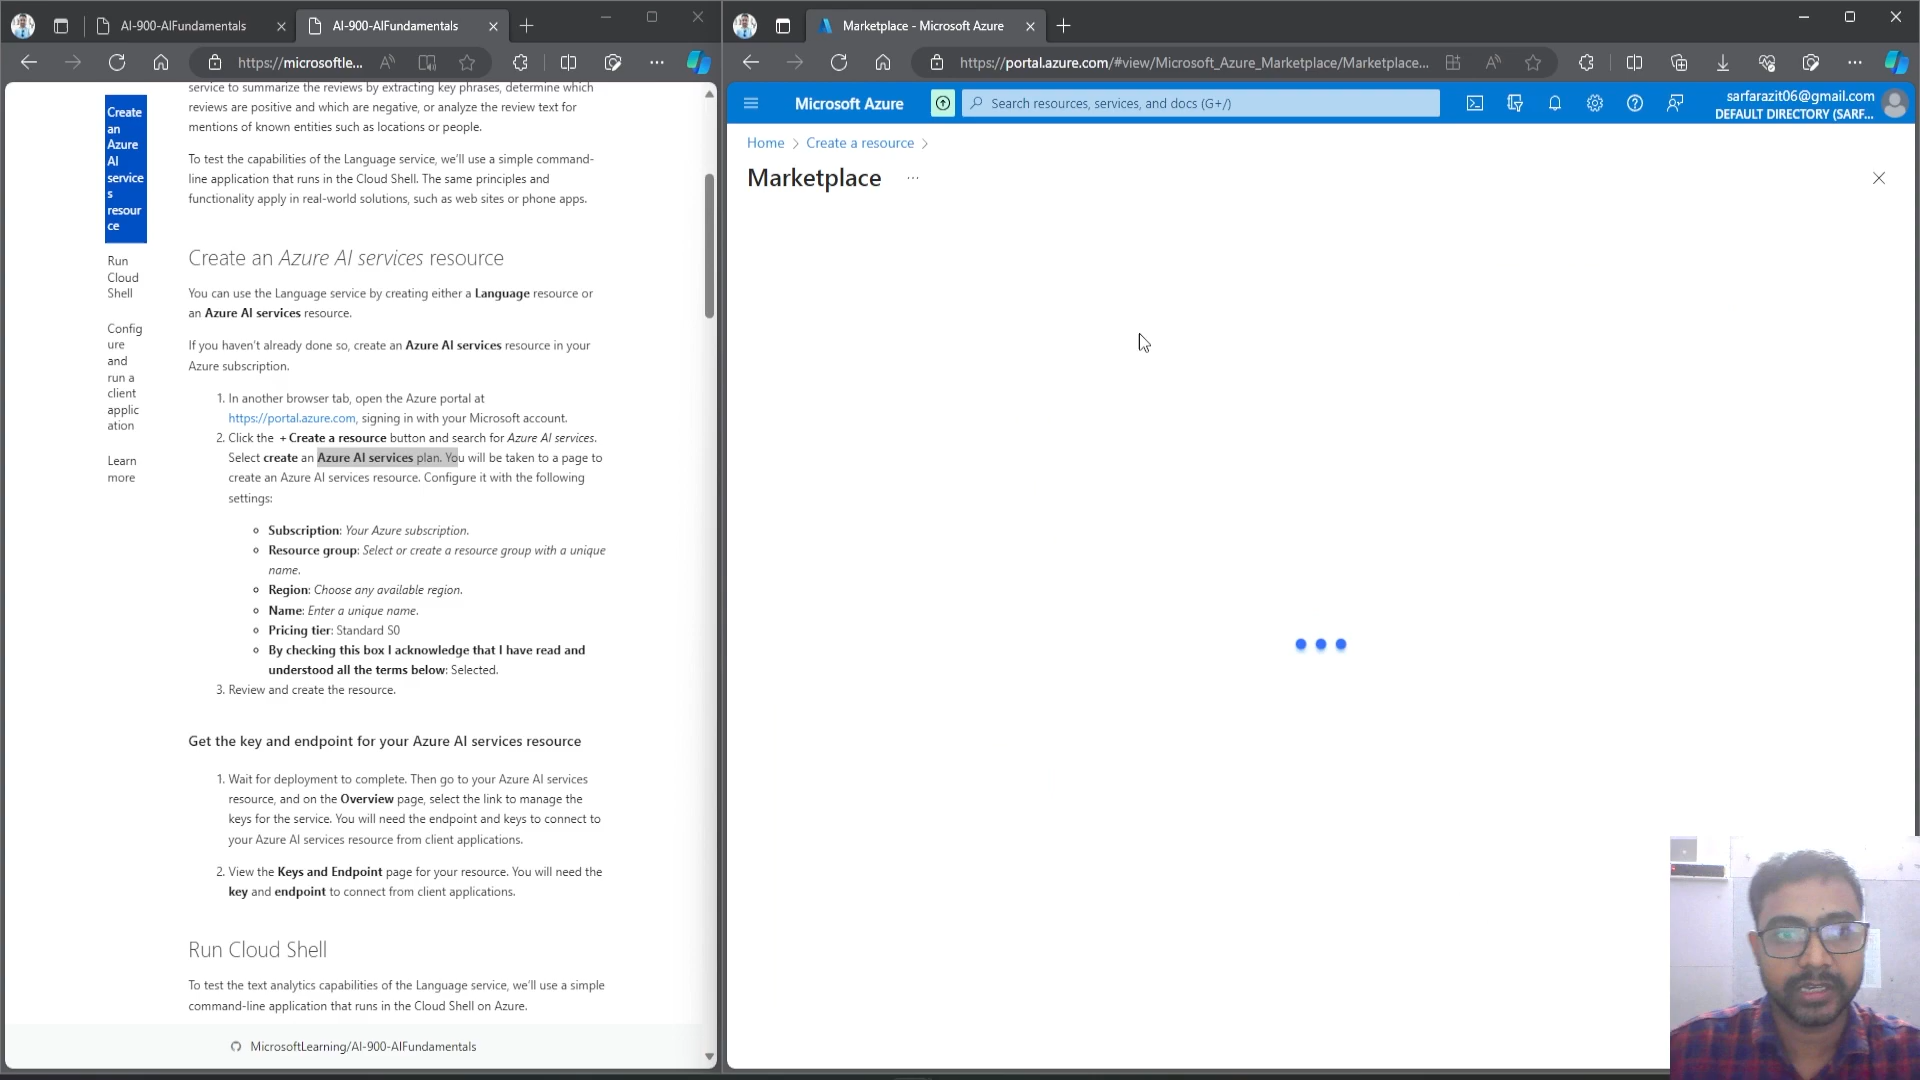 AI-900-AIFundamentals
AI-900-AIFundamentals
Marketplace - Microsoft Azure
https://microsoftle...
https://portal.azure.com/#view/Microsoft_Azure_Marketplace/Marketplace...
Create
an
Azure
AI
service
s
resour
ce
Run
Cloud
Shell
Config
ure
and
run a
client
applic
ation
Learn
more
service to summarize the reviews by extracting key phrases, determine which
reviews are positive and which are negative, or analyze the review text for
mentions of known entities such as locations or people.
To test the capabilities of the Language service, we'll use a simple command-
line application that runs in the Cloud Shell. The same principles and
functionality apply in real-world solutions, such as web sites or phone apps.
Create an Azure AI services resource
You can use the Language service by creating either a Language resource or
an Azure AI services resource.
If you haven't already done so, create an Azure AI services resource in your
Azure subscription.
1. In another browser tab, open the Azure portal at
https://portal.azure.com, signing in with your Microsoft account.
2. Click the +Create a resource button and search for Azure AI services.
Select create an Azure AI services plan. You will be taken to a page to
create an Azure AI services resource. Configure it with the following
settings:
Subscription: Your Azure subscription.
Resource group: Select or create a resource group with a unique
name.
Region: Choose any available region.
Name: Enter a unique name.
Pricing tier: Standard S0
By checking this box I acknowledge that I have read and
understood all the terms below: Selected.
3. Review and create the resource.
Get the key and endpoint for your Azure AI services resource
1. Wait for deployment to complete. Then go to your Azure AI services
resource, and on the Overview page, select the link to manage the
keys for the service. You will need the endpoint and keys to connect to
your Azure AI services resource from client applications.
2. View the Keys and Endpoint page for your resource. You will need the
key and endpoint to connect from client applications.
Run Cloud Shell
To test the text analytics capabilities of the Language service, we'll use a simple
command-line application that runs in the Cloud Shell on Azure.
MicrosoftLearning/AI-900-AIFundamentals
Microsoft Azure
Search resources, services, and docs (G+/)
sarfarazit06@gmail.com
DEFAULT DIRECTORY (SARF...
Home > Create a resource >
Marketplace ...